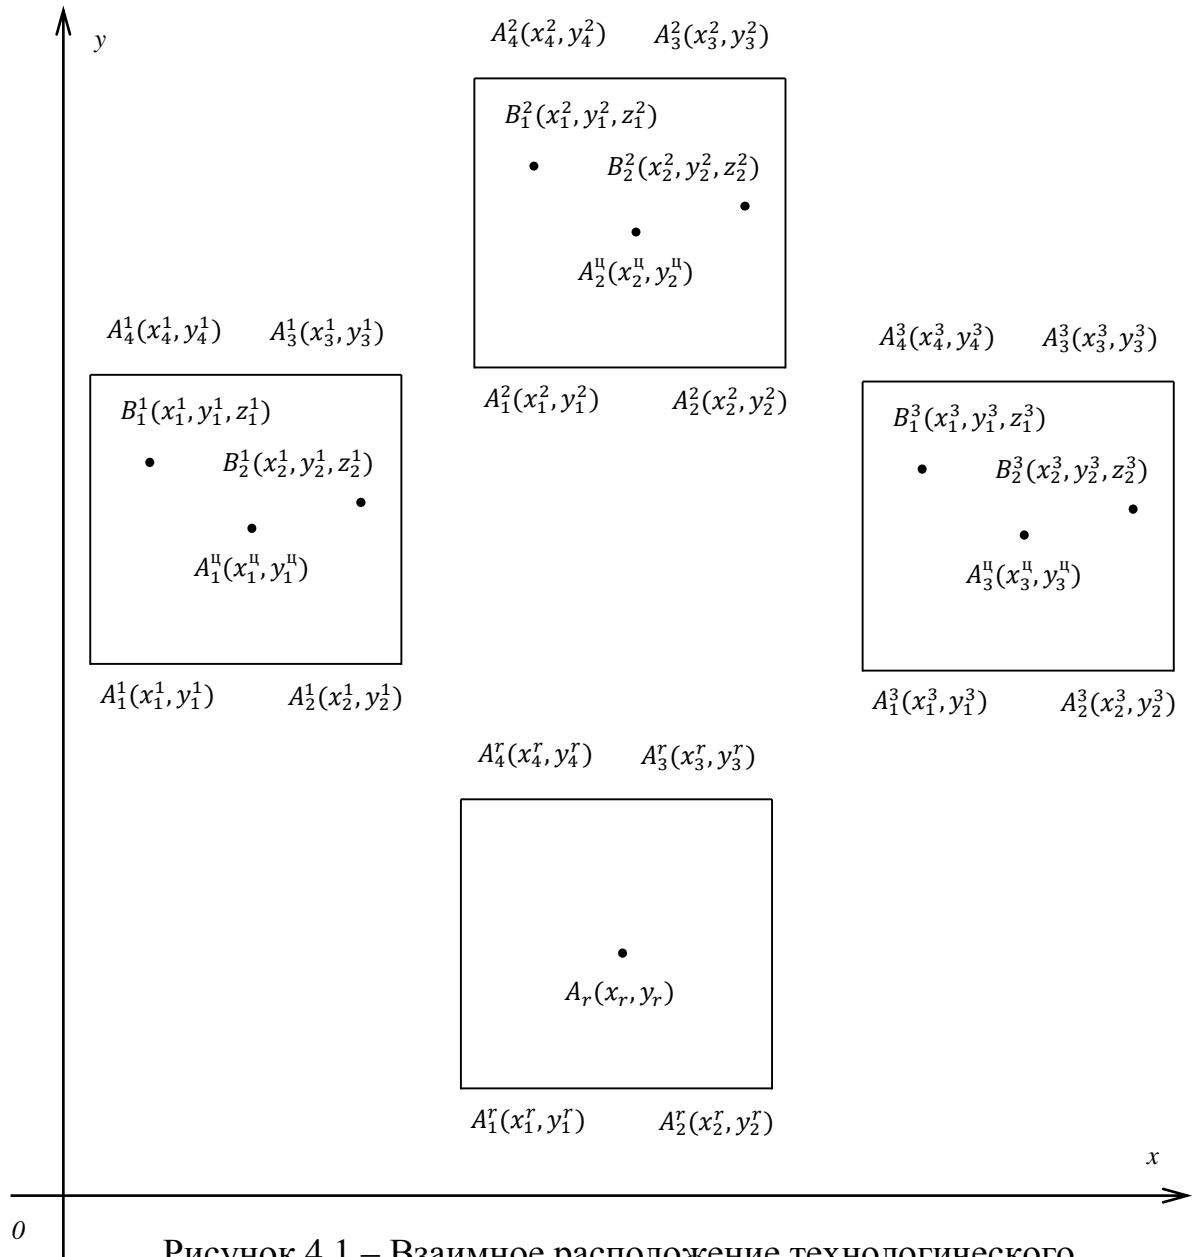 y
A_4^2(x_4^2, y_4^2) A_3^2(x_3^2, y_3^2)
B_1^2(x_1^2, y_1^2, z_1^2)
B_2^2(x_2^2, y_2^2, z_2^2)
A_2^ц(x_2^ц, y_2^ц)
A_1^2(x_1^2, y_1^2) A_2^2(x_2^2, y_2^2)
A_4^1(x_4^1, y_4^1) A_3^1(x_3^1, y_3^1)
B_1^1(x_1^1, y_1^1, z_1^1)
B_2^1(x_2^1, y_2^1, z_2^1)
A_1^ц(x_1^ц, y_1^ц)
A_1^1(x_1^1, y_1^1) A_2^1(x_2^1, y_2^1)
A_4^3(x_4^3, y_4^3) A_3^3(x_3^3, y_3^3)
B_1^3(x_1^3, y_1^3, z_1^3)
B_2^3(x_2^3, y_2^3, z_2^3)
A_3^ц(x_3^ц, y_3^ц)
A_1^3(x_1^3, y_1^3) A_2^3(x_2^3, y_2^3)
A_4^r(x_4^r, y_4^r) A_3^r(x_3^r, y_3^r)
A_r(x_r, y_r)
A_1^r(x_1^r, y_1^r) A_2^r(x_2^r, y_2^r)
x
0
Рисунок 4.1 – Взаимное расположение технологического